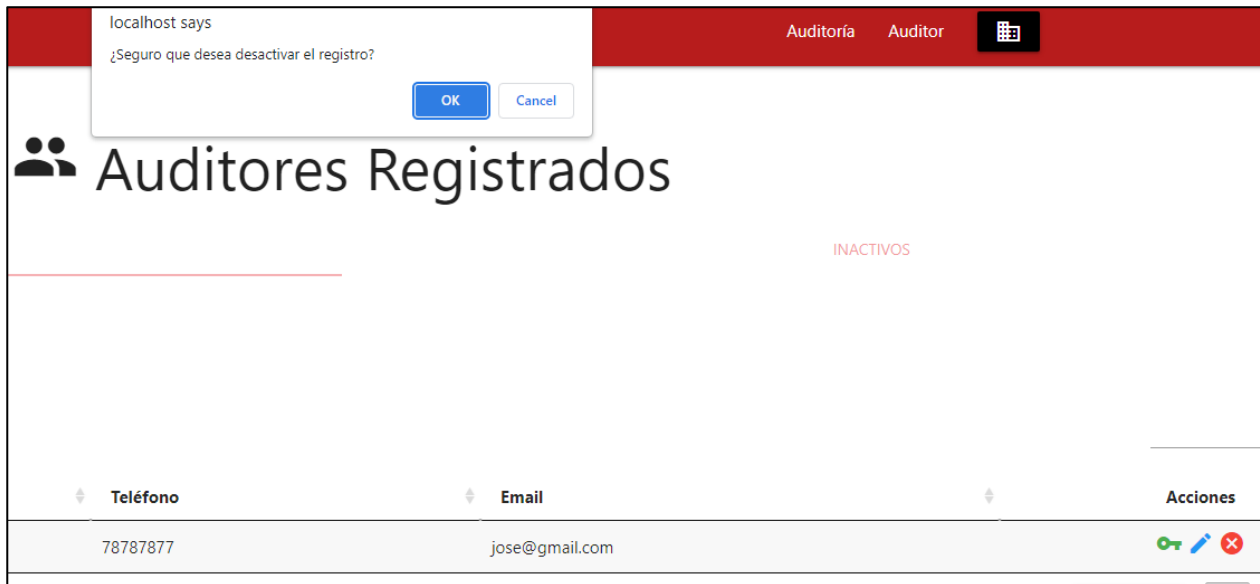 localhost says
¿Seguro que desea desactivar el registro?
OK Cancel
Auditoría Auditor
Auditores Registrados
INACTIVOS
Teléfono Email Acciones
78787877 jose@gmail.com